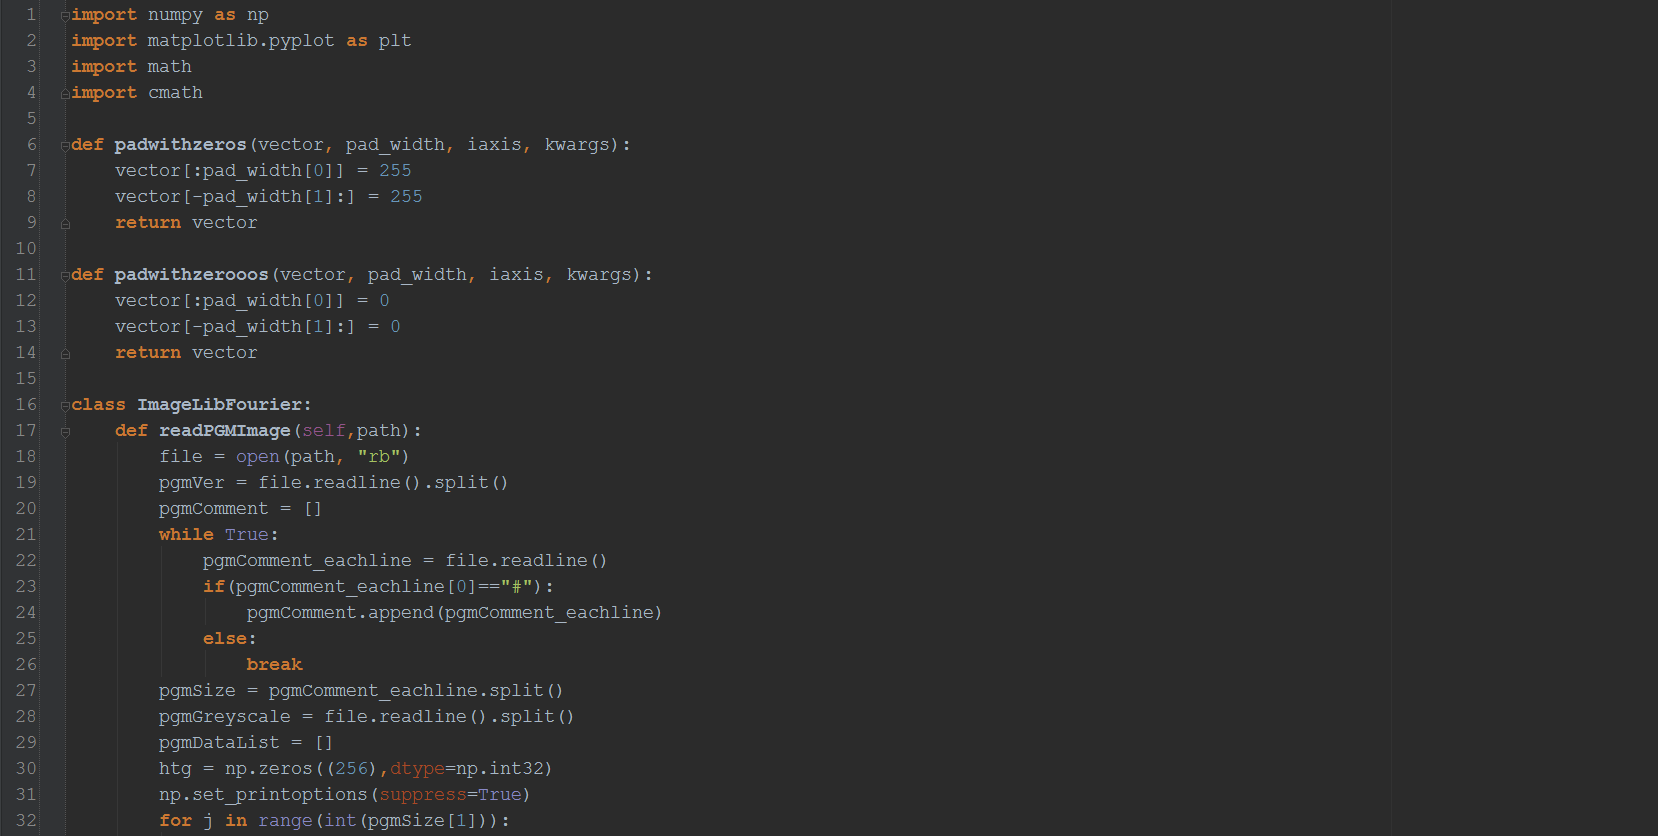 1 import numpy as np
2 import matplotlib.pyplot as plt
3 import math
4 import cmath
5
6 def padwithzeros(vector, pad_width, iaxis, kwargs):
7     vector[:pad_width[0]] = 255
8     vector[-pad_width[1]:] = 255
9     return vector
10
11 def padwithzerooos(vector, pad_width, iaxis, kwargs):
12     vector[:pad_width[0]] = 0
13     vector[-pad_width[1]:] = 0
14     return vector
15
16 class ImageLibFourier:
17     def readPGMImage(self,path):
18         file = open(path, "rb")
19         pgmVer = file.readline().split()
20         pgmComment = []
21         while True:
22             pgmComment_eachline = file.readline()
23             if(pgmComment_eachline[0]=="#"):
24                 pgmComment.append(pgmComment_eachline)
25             else:
26                 break
27         pgmSize = pgmComment_eachline.split()
28         pgmGreyscale = file.readline().split()
29         pgmDataList = []
30         htg = np.zeros((256),dtype=np.int32)
31         np.set_printoptions(suppress=True)
32         for j in range(int(pgmSize[1])):